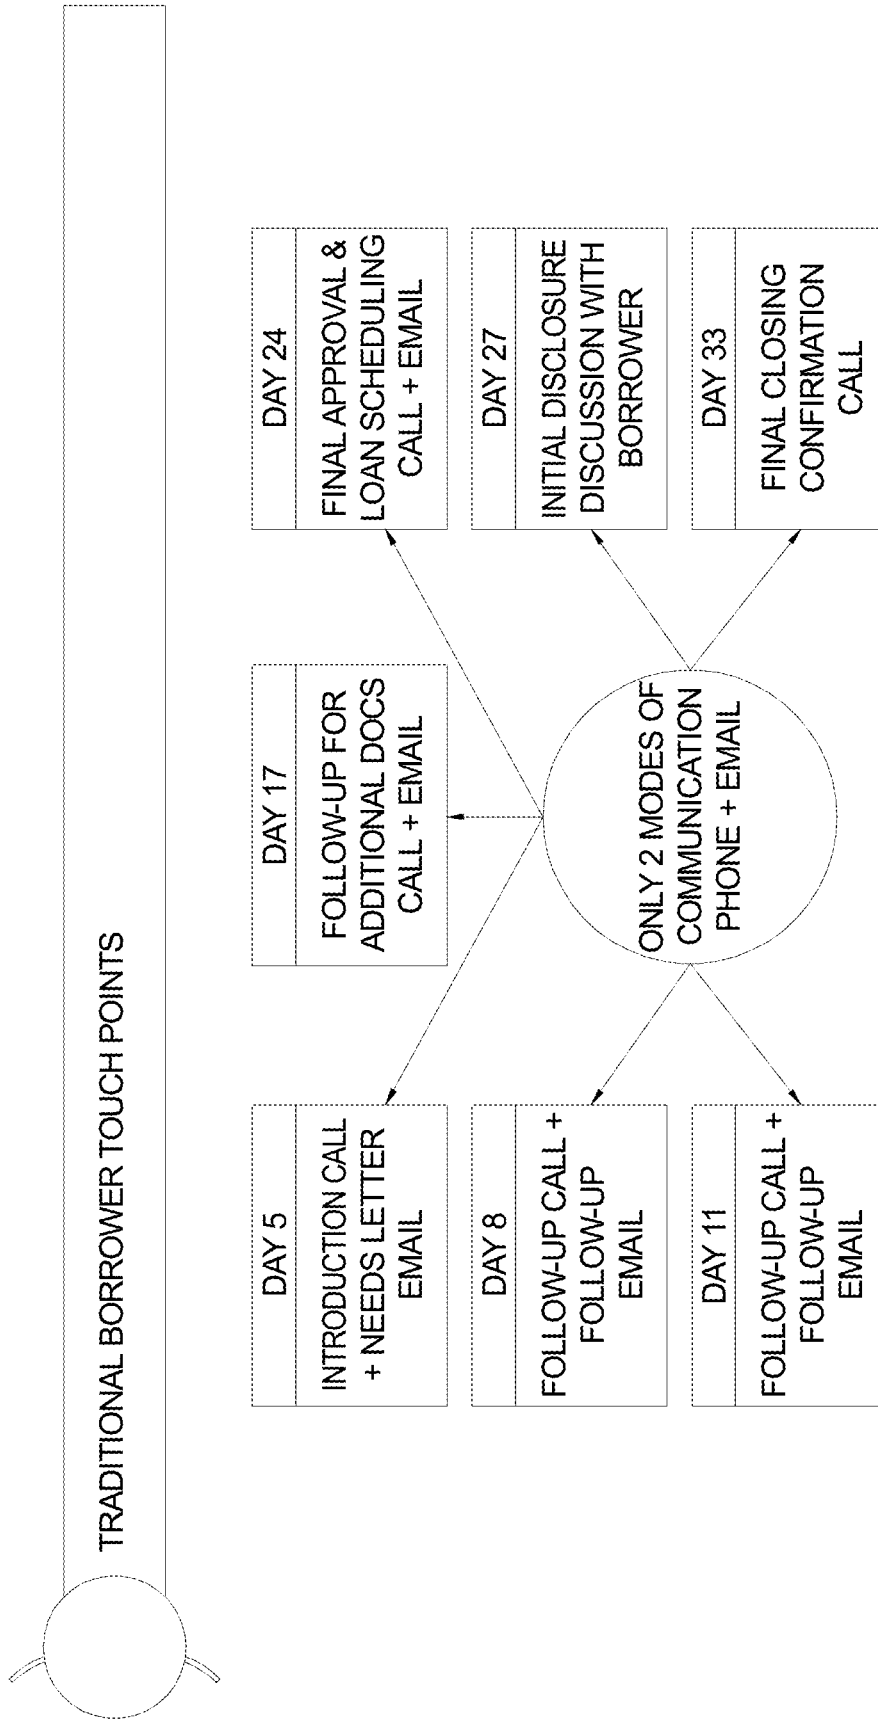 TRADITIONAL BORROWER TOUCH POINTS
DAY 5
INTRODUCTION CALL
+ NEEDS LETTER
EMAIL
DAY 8
FOLLOW-UP CALL +
FOLLOW-UP
EMAIL
DAY 11
FOLLOW-UP CALL +
FOLLOW-UP
EMAIL
DAY 17
FOLLOW-UP FOR
ADDITIONAL DOCS
CALL + EMAIL
ONLY 2 MODES OF
COMMUNICATION
PHONE + EMAIL
DAY 24
FINAL APPROVAL &
LOAN SCHEDULING
CALL + EMAIL
DAY 27
INITIAL DISCLOSURE
DISCUSSION WITH
BORROWER
DAY 33
FINAL CLOSING
CONFIRMATION
CALL